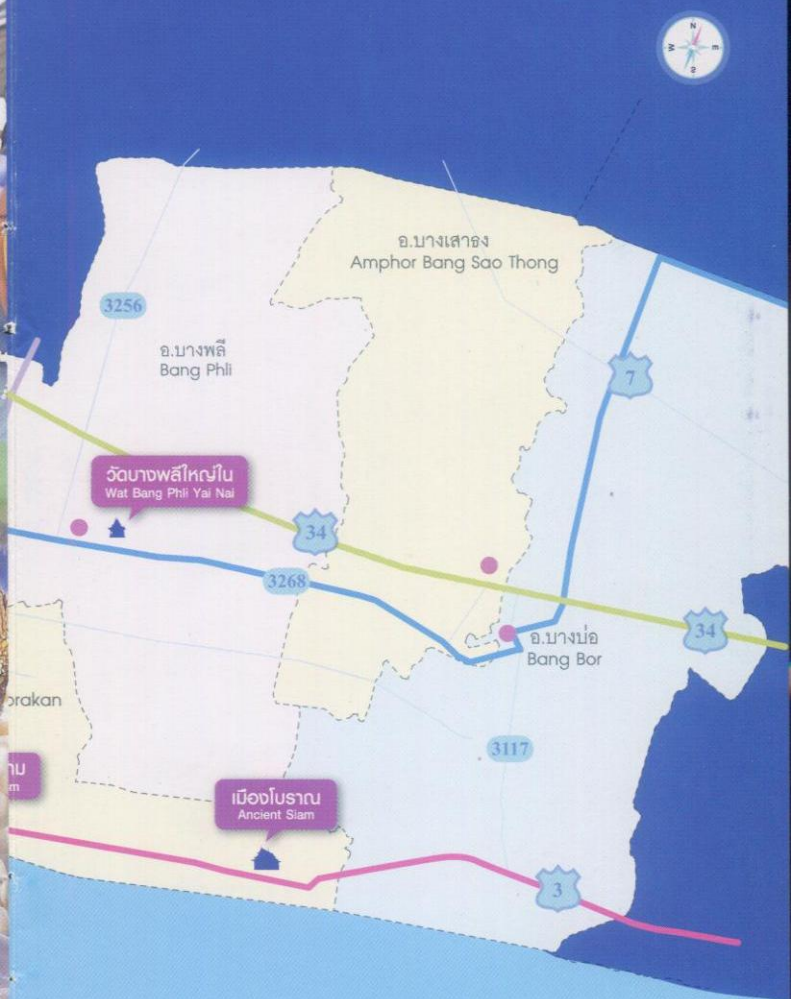 N
W
E
S
อ.บางเสาธง
Amphor Bang Sao Thong
3256
อ.บางพลี
Bang Phli
7
วัดบางพลีใหญ่ใน
Wat Bang Phli Yai Nai
34
3268
34
อ.บางบ่อ
Bang Bor
orakan
3117
าม
m
เมืองโบราณ
Ancient Siam
3